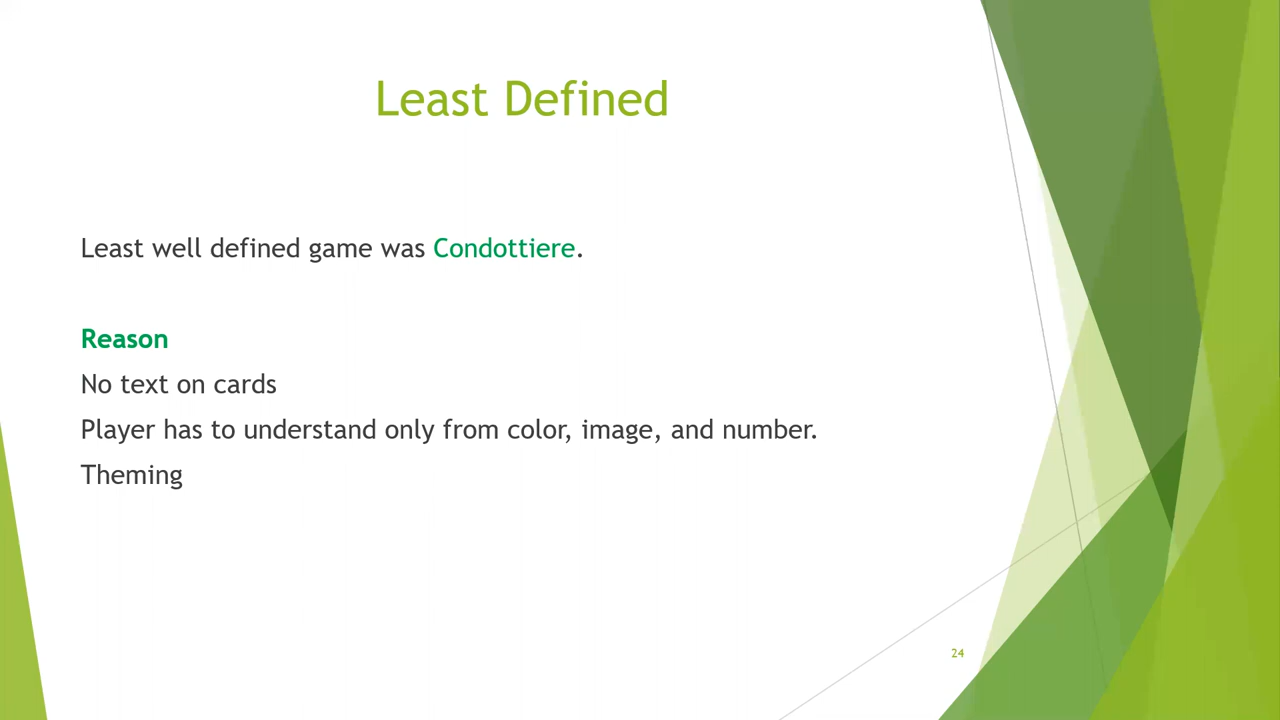 Least Defined
Least well defined game was Condottiere.
Reason
No text on cards
Player has to understand only from color, image, and number.
Theming
24